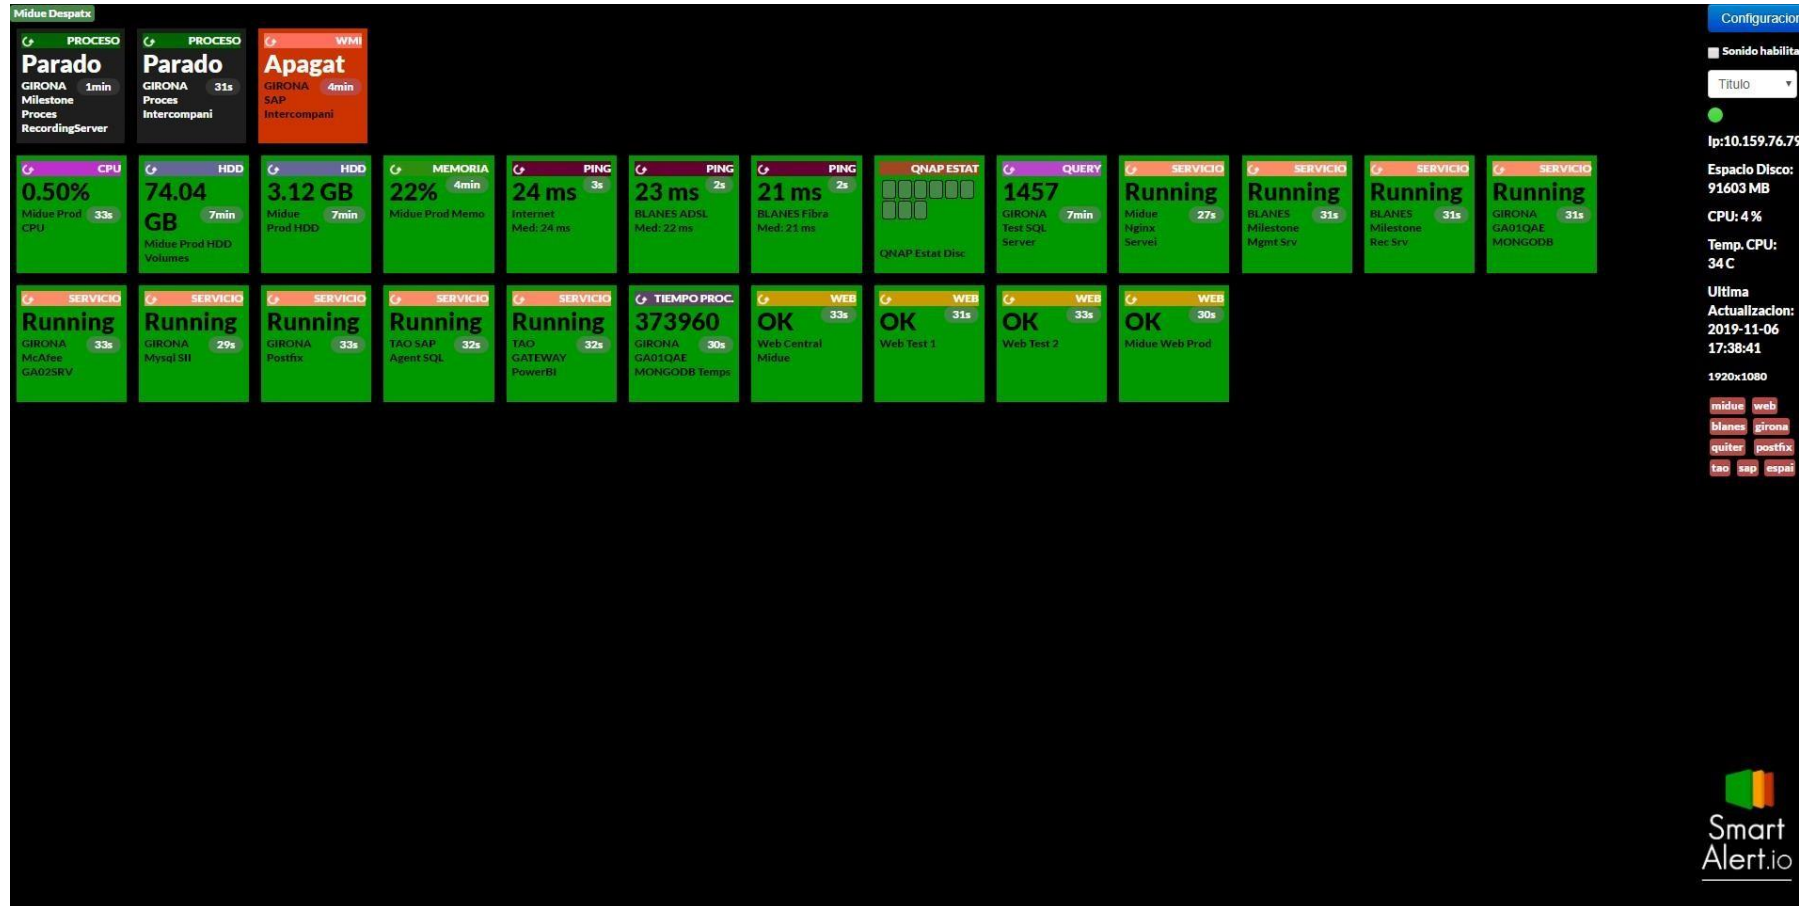 Midue Despatx
PROCESO
Parado
GIRONA 1min
Milestone
Proces
RecordingServer
PROCESO
Parado
GIRONA 31s
Proces
Intercompani
WMI
Apagat
GIRONA 4min
SAP
Intercompani
CPU
0.50%
Midue Prod 33s
CPU
HDD
74.04
GB 7min
Midue Prod HDD
Volumes
HDD
3.12 GB
Midue 7min
Prod HDD
MEMORIA
22% 4min
Midue Prod Memo
PING
24 ms 3s
Internet
Med: 24 ms
PING
23 ms 2s
BLANES ADSL
Med: 22 ms
PING
21 ms 2s
BLANES Fibra
Med: 21 ms
QNAP ESTAT
QNAP Estat Disc
QUERY
1457
GIRONA 7min
Test SQL
Server
SERVICIO
Running
Midue 27s
Nginx
Servei
SERVICIO
Running
BLANES 31s
Milestone
Mgmt Srv
SERVICIO
Running
BLANES 31s
Milestone
Rec Srv
SERVICIO
Running
GIRONA 31s
GA01QAE
MONGODB
SERVICIO
Running
GIRONA 33s
McAfee
GA02SRV
SERVICIO
Running
GIRONA 29s
Mysql SII
SERVICIO
Running
GIRONA 33s
Postfix
SERVICIO
Running
TAO SAP 32s
Agent SQL
SERVICIO
Running
TAO 32s
GATEWAY
PowerBI
TIEMPO PROC.
373960
GIRONA 30s
GA01QAE
MONGODB Temps
WEB
OK 33s
Web Central
Midue
WEB
OK 31s
Web Test 1
WEB
OK 33s
Web Test 2
WEB
OK 30s
Midue Web Prod
Configuracion
Sonido habilita
Titulo
Ip:10.159.76.79
Espacio Disco:
91603 MB
CPU: 4 %
Temp. CPU:
34 C
Ultima
Actualizacion:
2019-11-06
17:38:41
1920x1080
midue web
blanes girona
quiter postfix
tao sap espai
Smart
Alert.io